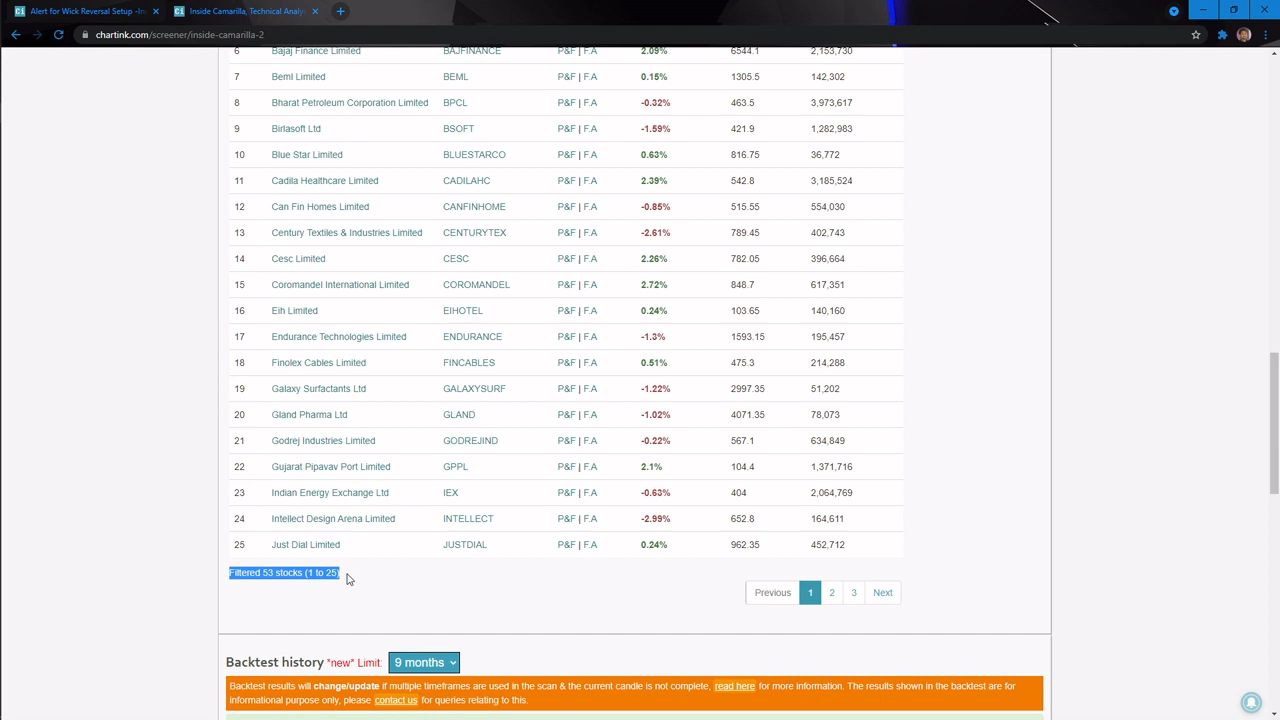 Alert for Wick Reversal Setup -In
Inside Camarilla, Technical Analy
chartink.com/screener/inside-camarilla-2
6 Bajaj Finance Limited BAJFINANCE P&F | F.A 2.09% 6544.1 2,153,730
7 Beml Limited BEML P&F | F.A 0.15% 1305.5 142,302
8 Bharat Petroleum Corporation Limited BPCL P&F | F.A -0.32% 463.5 3,973,617
9 Birlasoft Ltd BSOFT P&F | F.A -1.59% 421.9 1,282,983
10 Blue Star Limited BLUESTARCO P&F | F.A 0.63% 816.75 36,772
11 Cadila Healthcare Limited CADILAHC P&F | F.A 2.39% 542.8 3,185,524
12 Can Fin Homes Limited CANFINHOME P&F | F.A -0.85% 515.55 554,030
13 Century Textiles & Industries Limited CENTURYTEX P&F | F.A -2.61% 789.45 402,743
14 Cesc Limited CESC P&F | F.A 2.26% 782.05 396,664
15 Coromandel International Limited COROMANDEL P&F | F.A 2.72% 848.7 617,351
16 Eih Limited EIHOTEL P&F | F.A 0.24% 103.65 140,160
17 Endurance Technologies Limited ENDURANCE P&F | F.A -1.3% 1593.15 195,457
18 Finolex Cables Limited FINCABLES P&F | F.A 0.51% 475.3 214,288
19 Galaxy Surfactants Ltd GALAXYSURF P&F | F.A -1.22% 2997.35 51,202
20 Gland Pharma Ltd GLAND P&F | F.A -1.02% 4071.35 78,073
21 Godrej Industries Limited GODREJIND P&F | F.A -0.22% 567.1 634,849
22 Gujarat Pipavav Port Limited GPPL P&F | F.A 2.1% 104.4 1,371,716
23 Indian Energy Exchange Ltd IEX P&F | F.A -0.63% 404 2,064,769
24 Intellect Design Arena Limited INTELLECT P&F | F.A -2.99% 652.8 164,611
25 Just Dial Limited JUSTDIAL P&F | F.A 0.24% 962.35 452,712
Filtered 53 stocks (1 to 25)
Previous 1 2 3 Next
Backtest history *new* Limit: 9 months
Backtest results will change/update if multiple timeframes are used in the scan & the current candle is not complete, read here for more information. The results shown in the backtest are for
informational purpose only, please contact us for queries relating to this.